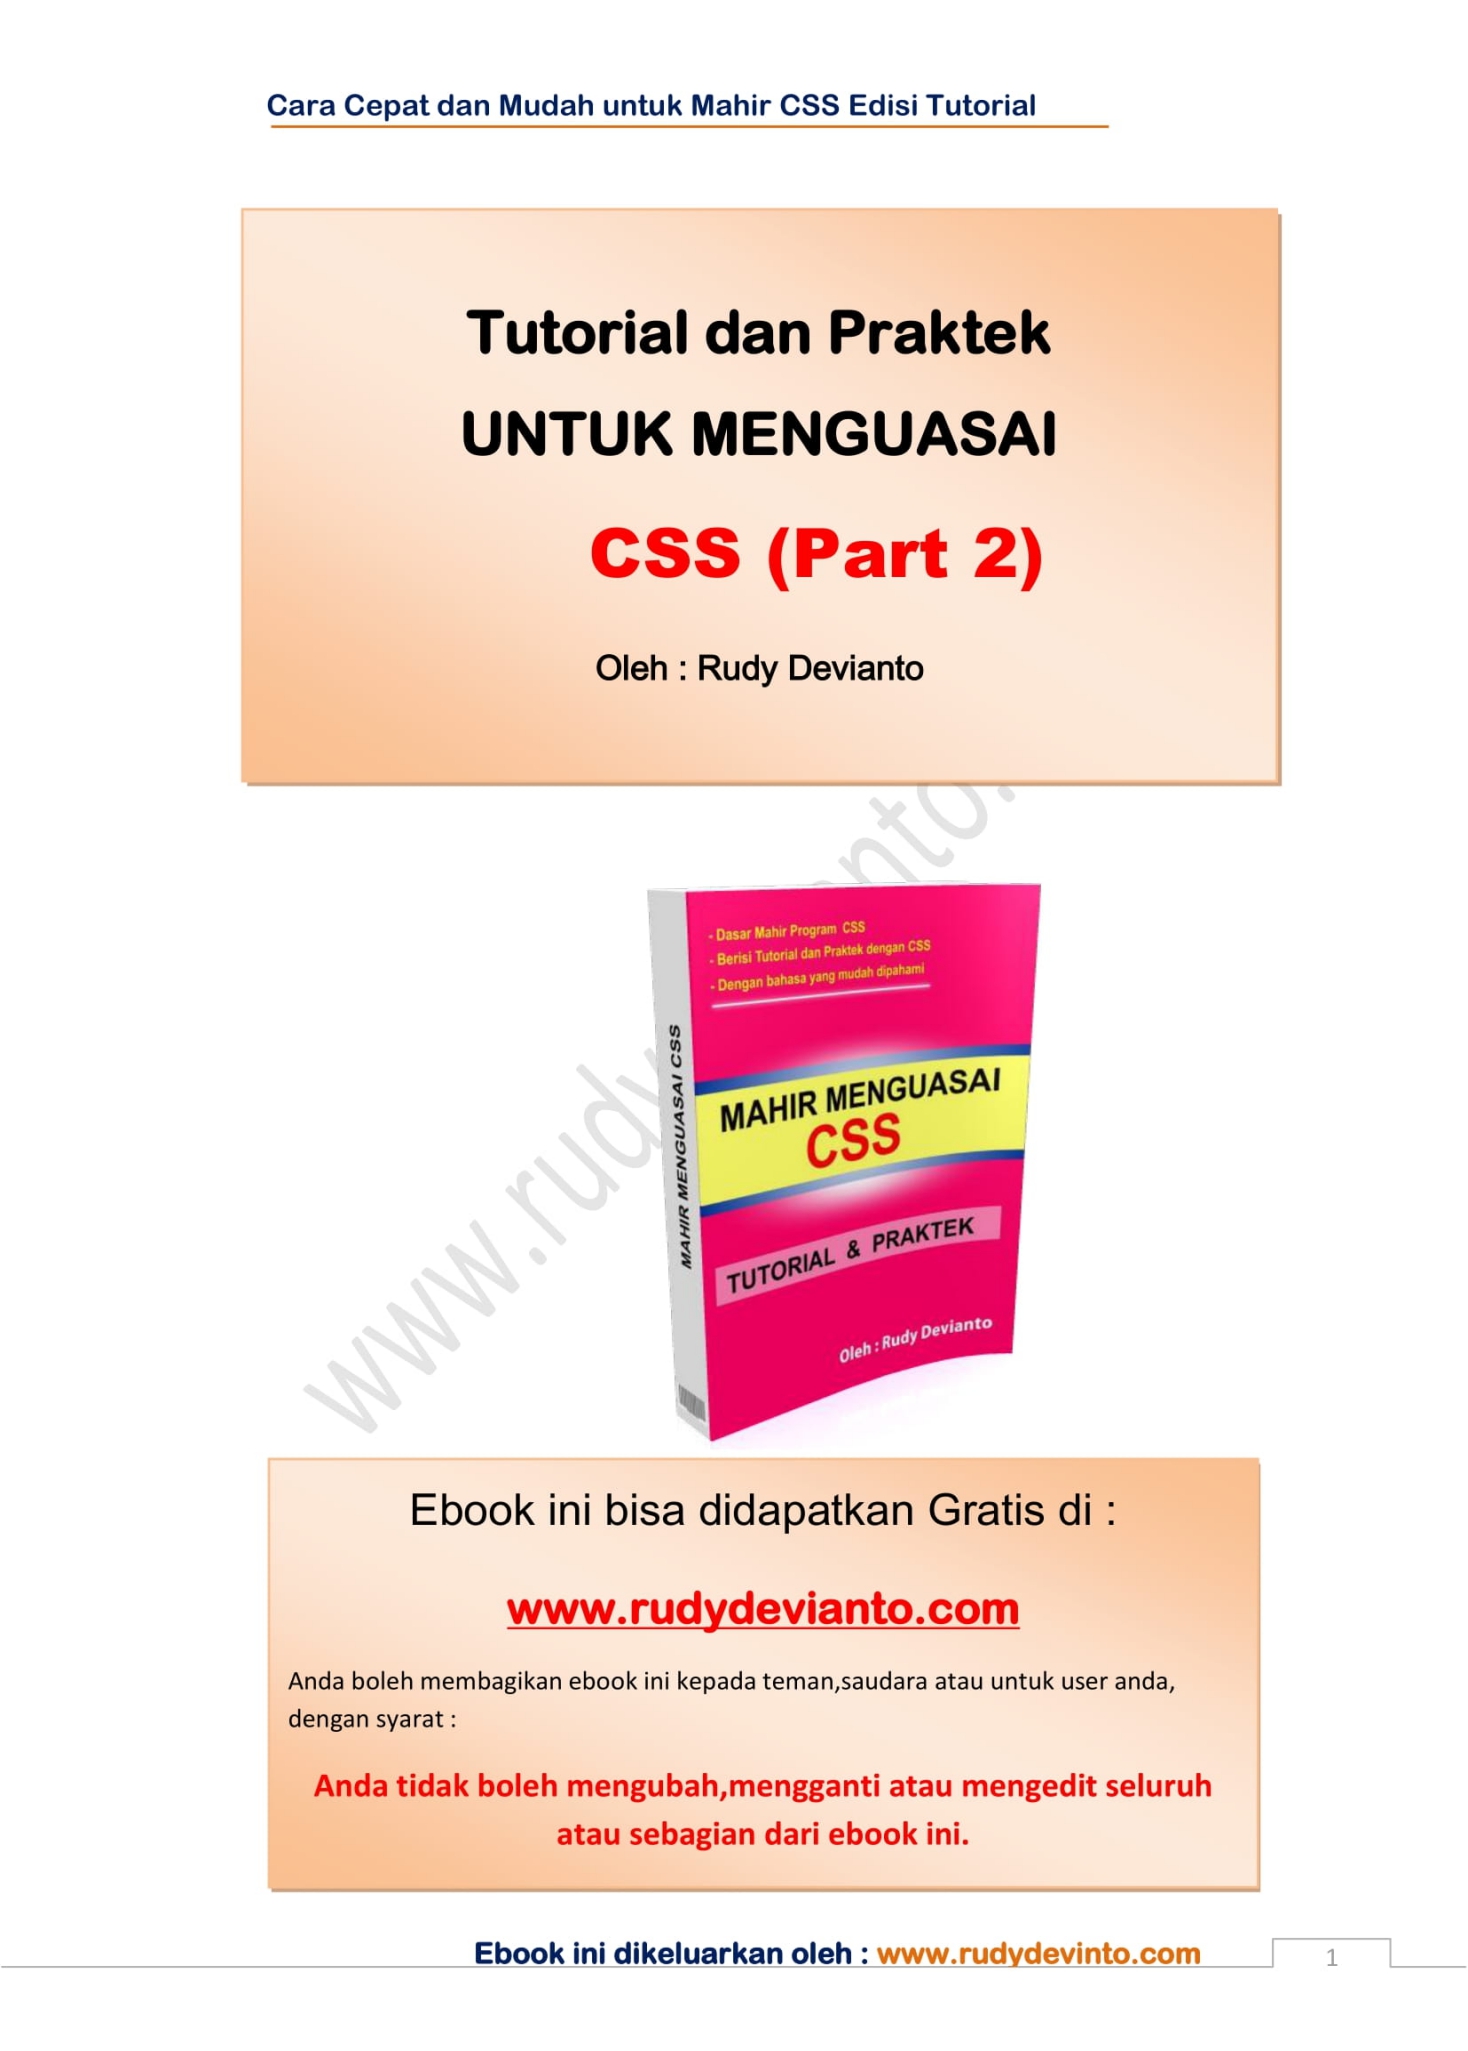 Cara Cepat dan Mudah untuk Mahir CSS Edisi Tutorial
Tutorial dan Praktek
UNTUK MENGUASAI
CSS (Part 2)
Oleh : Rudy Devianto
- Dasar Mahir Program CSS
- Berisi Tutorial dan Praktek dengan CSS
- Dengan bahasa yang mudah dipahami
MAHIR MENGUASAI CSS
MAHIR MENGUASAI
CSS
TUTORIAL & PRAKTEK
Oleh : Rudy Devianto
Ebook ini bisa didapatkan Gratis di :
www.rudydevianto.com
Anda boleh membagikan ebook ini kepada teman,saudara atau untuk user anda,
dengan syarat :
Anda tidak boleh mengubah,mengganti atau mengedit seluruh
atau sebagian dari ebook ini.
Ebook ini dikeluarkan oleh : www.rudydevinto.com
1